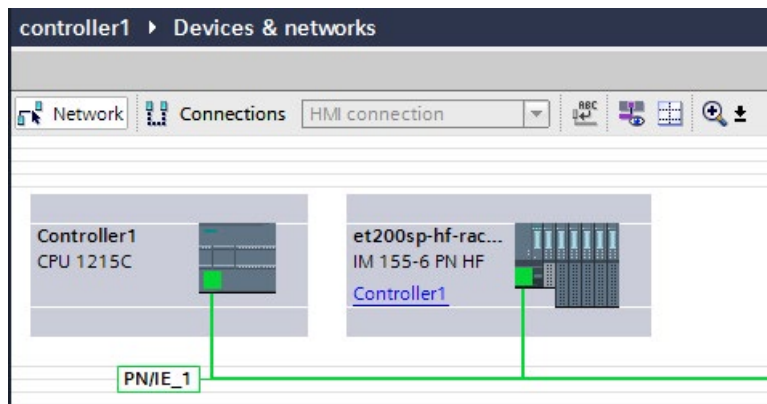 controller1 ▸ Devices & networks
Network Connections HMI connection
Controller1
CPU 1215C
et200sp-hf-rac...
IM 155-6 PN HF
Controller1
PN/IE_1